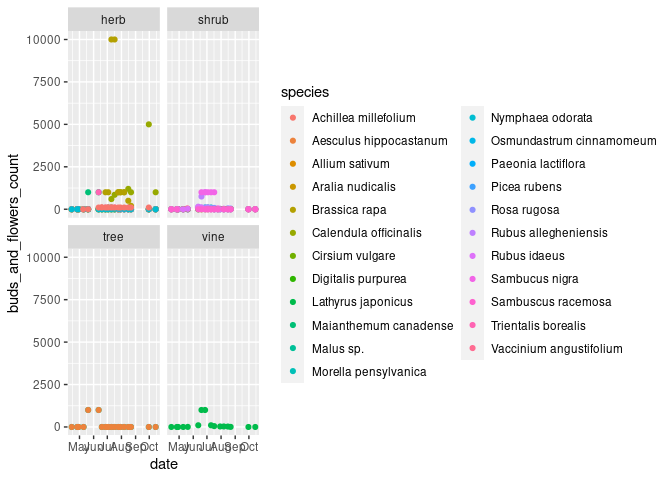 herb
shrub
10000
7500
5000
2500
0
tree
vine
10000
7500
5000
2500
0
May Jun Jul Aug Sep Oct
May Jun Jul Aug Sep Oct
date
buds_and_flowers_count
species
Achillea millefolium
Aesculus hippocastanum
Allium sativum
Aralia nudicalis
Brassica rapa
Calendula officinalis
Cirsium vulgare
Digitalis purpurea
Lathyrus japonicus
Maianthemum canadense
Malus sp.
Morella pensylvanica
Nymphaea odorata
Osmundastrum cinnamomeum
Paeonia lactiflora
Picea rubens
Rosa rugosa
Rubus allegheniensis
Rubus idaeus
Sambucus nigra
Sambuscus racemosa
Trientalis borealis
Vaccinium angustifolium